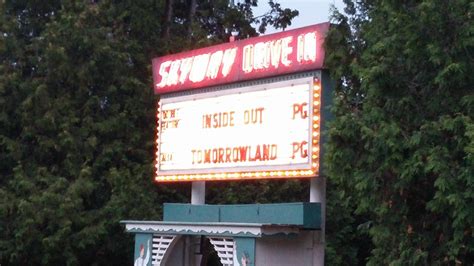 SKYWAY DRIVE IN
INSIDE OUT PG
TOMORROWLAND PG